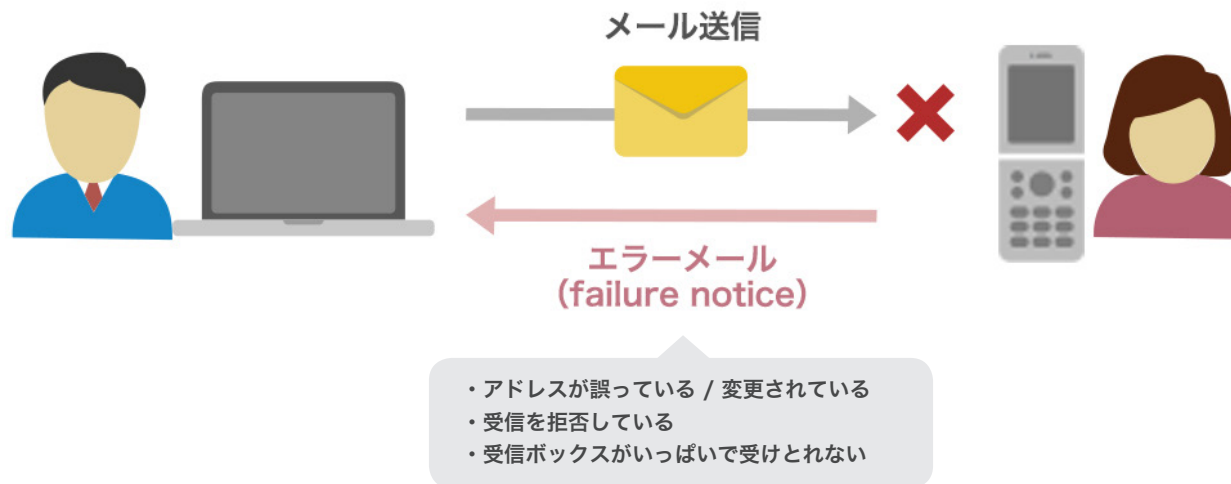 メール送信
エラーメール
（failure notice）
・アドレスが誤っている / 変更されている
・受信を拒否している
・受信ボックスがいっぱいで受けとれない